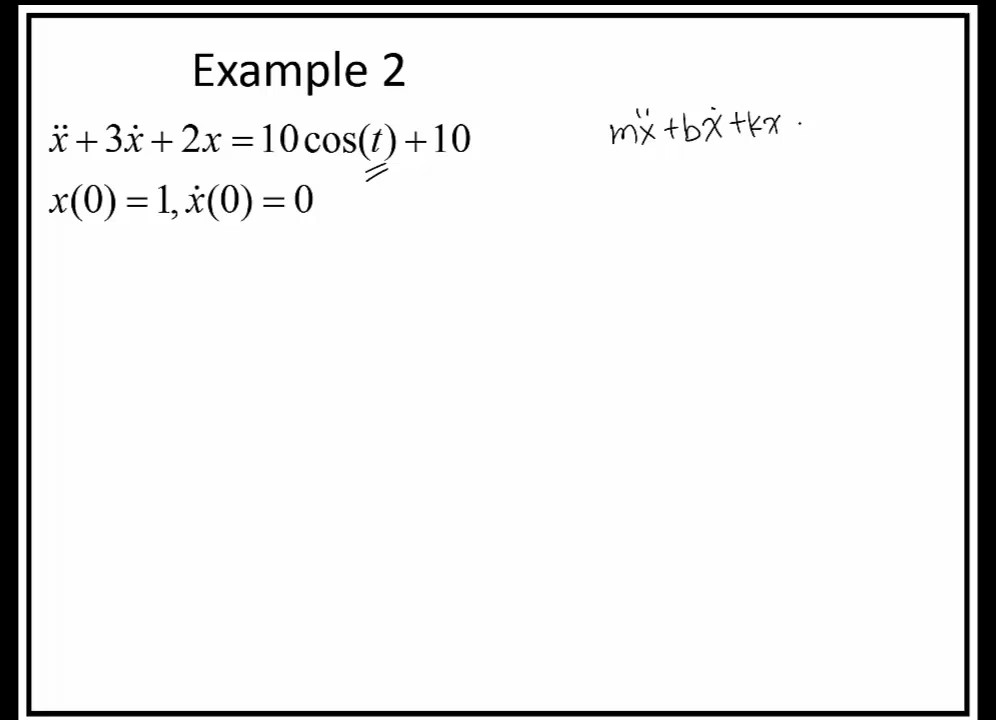 Example 2
ẍ + 3ẋ + 2x = 10cos(t) + 10
mẍ + bẋ + kx
x(0) = 1, ẋ(0) = 0